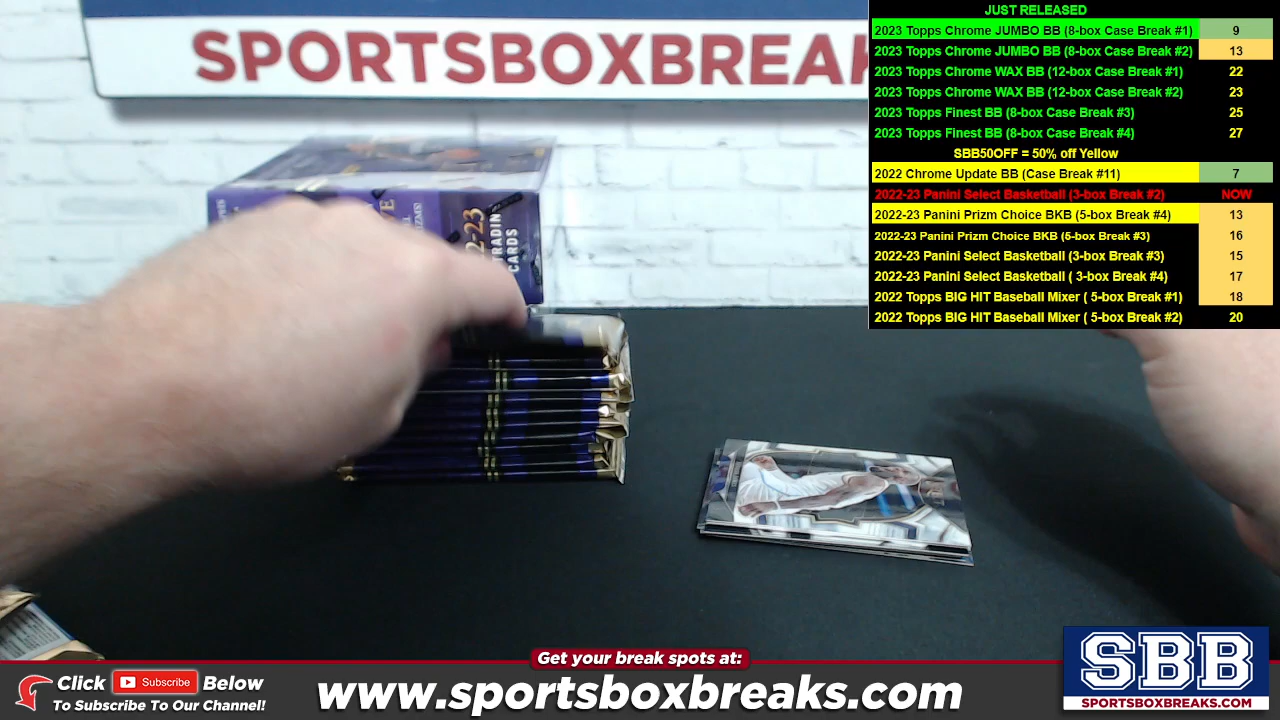 SPORTSBOXBREAK
2-23
TRADIN
CARDS
JUST RELEASED
2023 Topps Chrome JUMBO BB (8-box Case Break #1) 9
2023 Topps Chrome JUMBO BB (8-box Case Break #2) 13
2023 Topps Chrome WAX BB (12-box Case Break #1) 22
2023 Topps Chrome WAX BB (12-box Case Break #2) 23
2023 Topps Finest BB (8-box Case Break #3) 25
2023 Topps Finest BB (8-box Case Break #4) 27
SBB50OFF = 50% off Yellow
2022 Chrome Update BB (Case Break #11) 7
2022-23 Panini Select Basketball (3-box Break #2) NOW
2022-23 Panini Prizm Choice BKB (5-box Break #4) 13
2022-23 Panini Prizm Choice BKB (5-box Break #3) 16
2022-23 Panini Select Basketball (3-box Break #3) 15
2022-23 Panini Select Basketball ( 3-box Break #4) 17
2022 Topps BIG HIT Baseball Mixer ( 5-box Break #1) 18
2022 Topps BIG HIT Baseball Mixer ( 5-box Break #2) 20
Get your break spots at:
Click Subscribe Below
To Subscribe To Our Channel!
www.sportsboxbreaks.com
SBB
SPORTSBOXBREAKS.COM